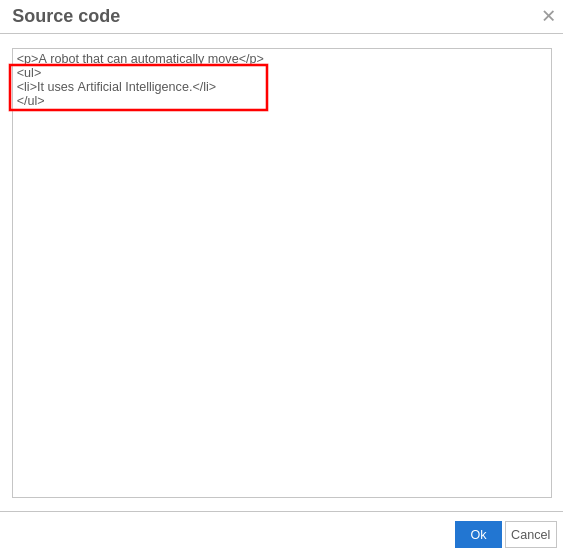 Source code
<p>A robot that can automatically move</p>
<ul>
<li>It uses Artificial Intelligence.</li>
</ul>
Ok
Cancel